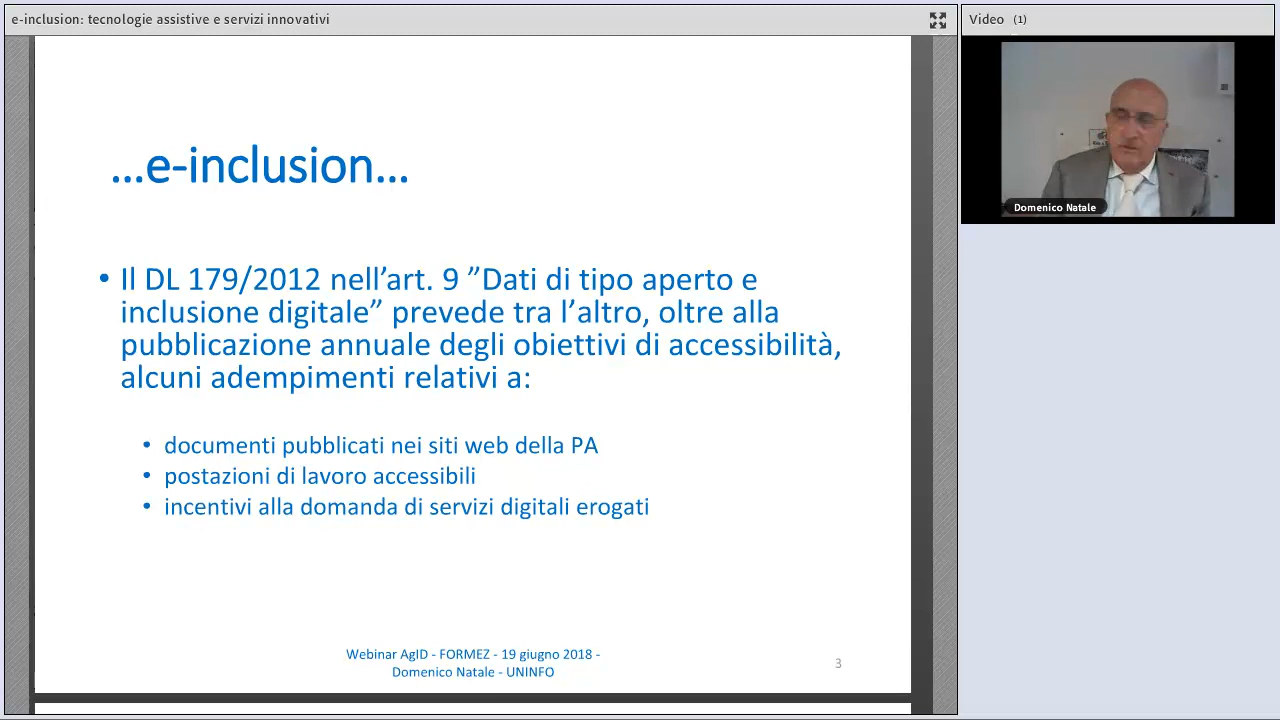 e-inclusion: tecnologie assistive e servizi innovativi
Video (1)
Domenico Natale
...e-inclusion...
• Il DL 179/2012 nell’art. 9 ”Dati di tipo aperto e
inclusione digitale” prevede tra l’altro, oltre alla
pubblicazione annuale degli obiettivi di accessibilità,
alcuni adempimenti relativi a:
• documenti pubblicati nei siti web della PA
• postazioni di lavoro accessibili
• incentivi alla domanda di servizi digitali erogati
Webinar AgID - FORMEZ - 19 giugno 2018 -
Domenico Natale - UNINFO
3